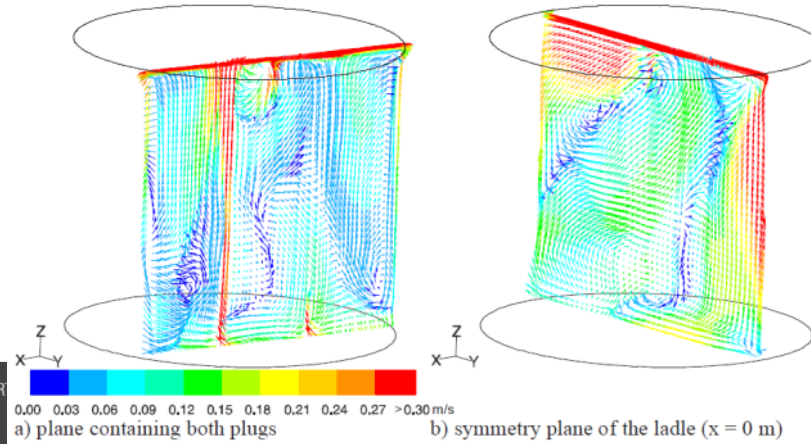 Z
X
Y
Z
X
Y
0.00 0.03 0.06 0.09 0.12 0.15 0.18 0.21 0.24 0.27 >0.30 m/s
a) plane containing both plugs
b) symmetry plane of the ladle (x = 0 m)